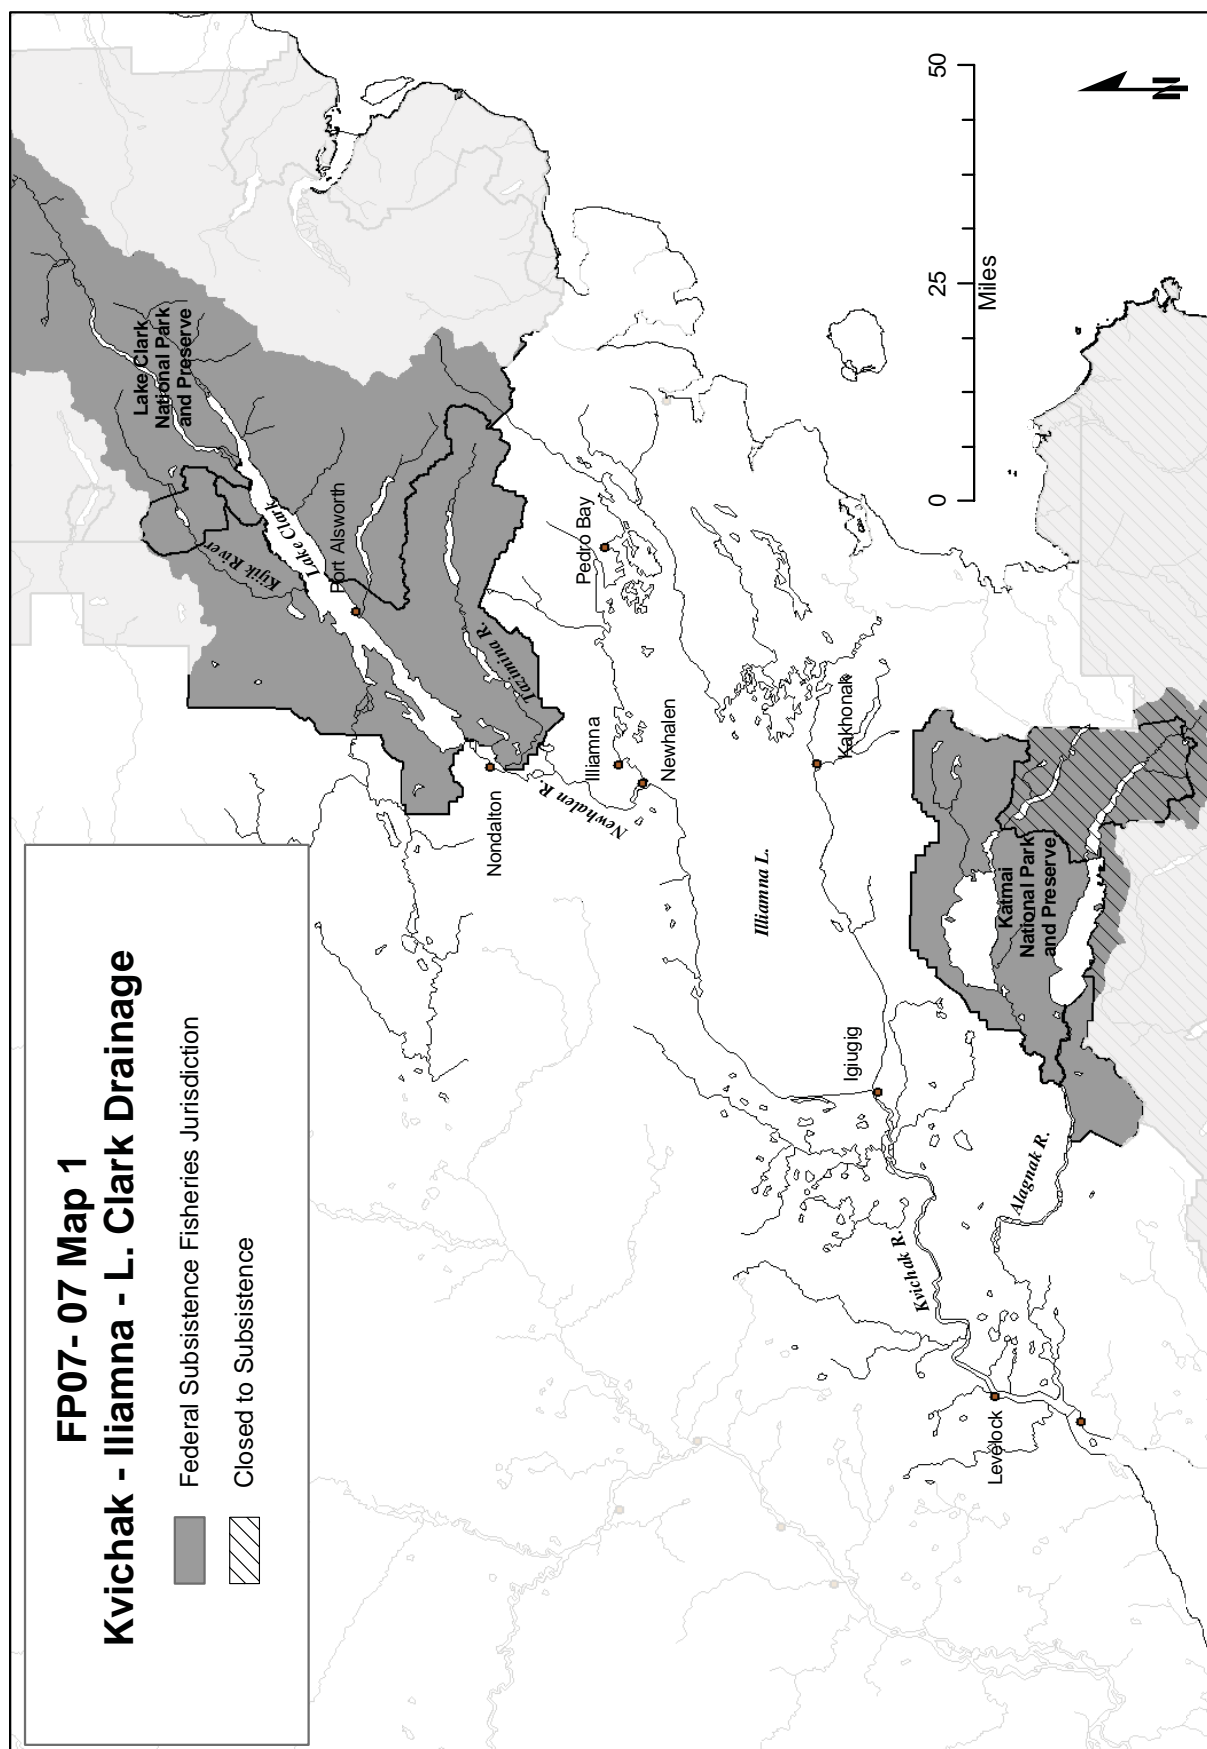 FP07- 07 Map 1
Kvichak - Iliamna - L. Clark Drainage
Federal Subsistence Fisheries Jurisdiction
Closed to Subsistence
Lake Clark
National Park
and Preserve
Kijik River
Lake Clark
Port Alsworth
Tazimina R.
Nondalton
Newhalen R.
Illiamna
Newhalen
Pedro Bay
Illiamna L.
Kakhonak
Igiugig
Kvichak R.
Alagnak R.
Levelock
Katmai
National Park
and Preserve
0 25 50
Miles
N